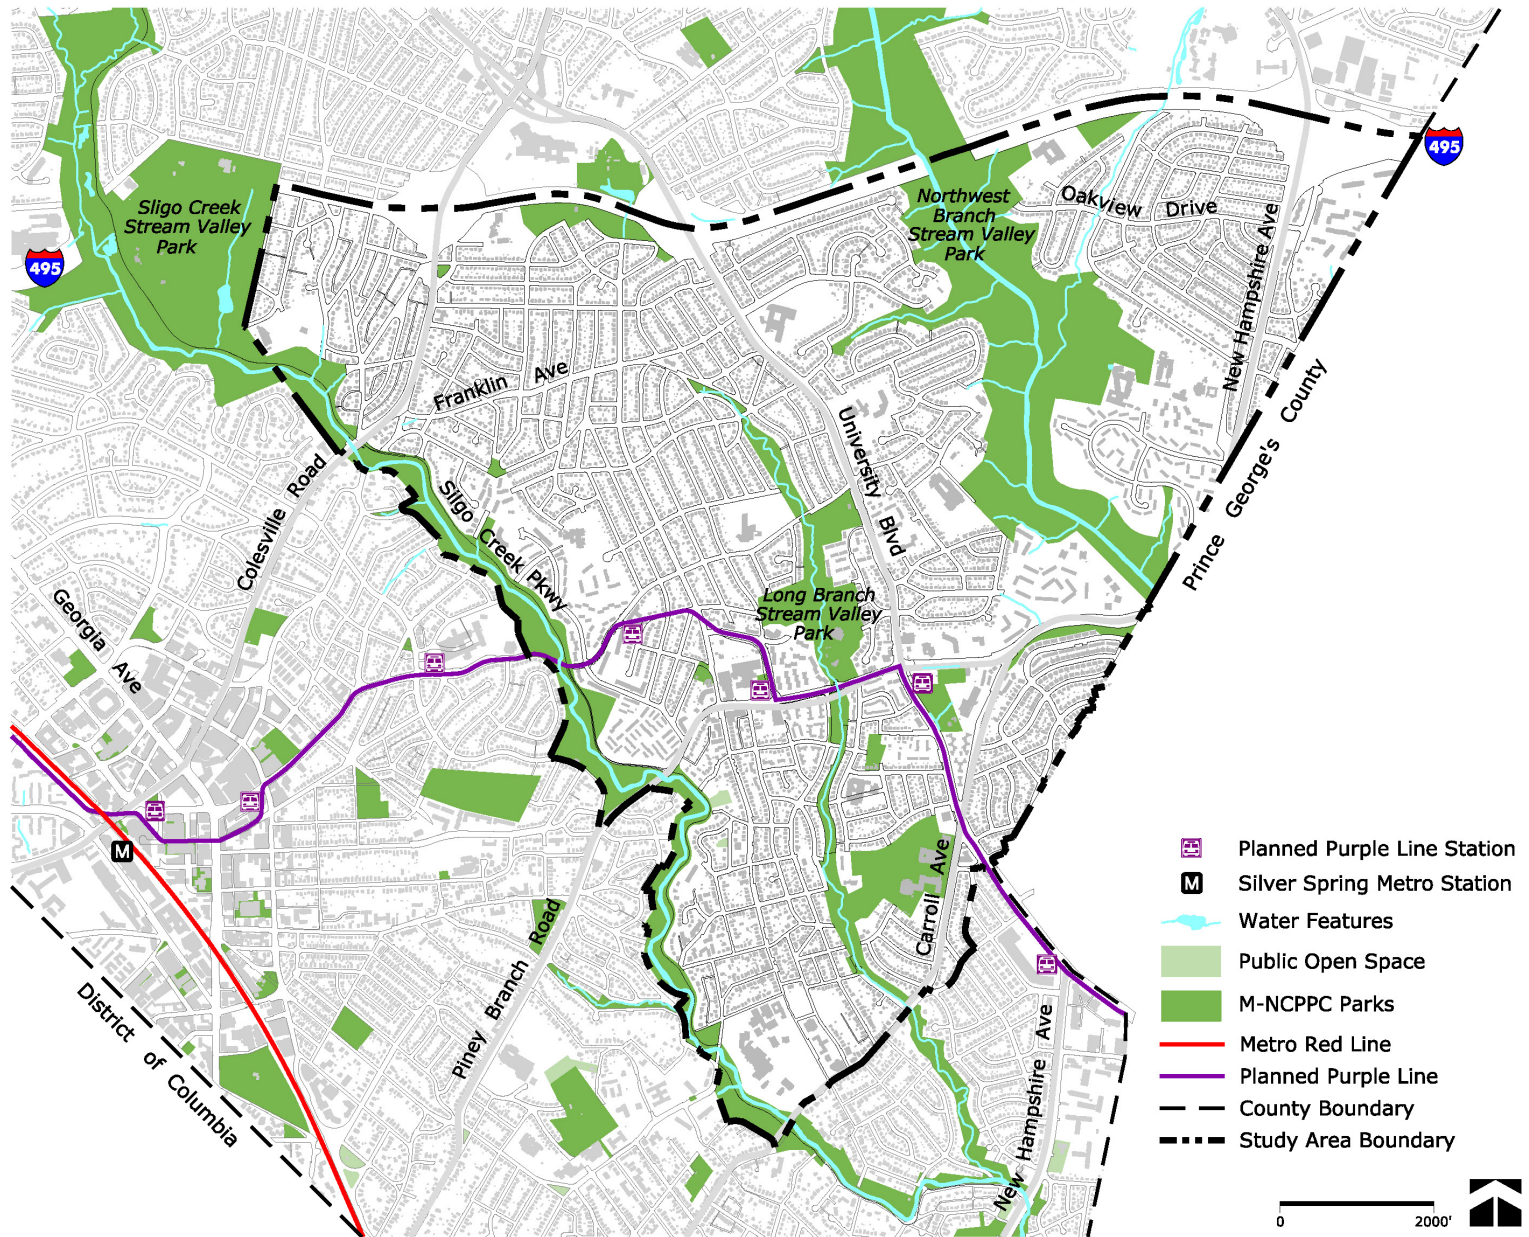 495
Sligo Creek
Stream Valley
Park
495
Northwest
Branch
Stream Valley
Park
Oakview Drive
New Hampshire Ave
Prince George's County
Franklin Ave
University Blvd
Colesville Road
Silgo Creek Pkwy
Georgia Ave
Long Branch
Stream Valley
Park
M
Carroll Ave
Piney Branch Road
District of Columbia
New Hampshire Ave
Planned Purple Line Station
M
Silver Spring Metro Station
Water Features
Public Open Space
M-NCPPC Parks
Metro Red Line
Planned Purple Line
County Boundary
Study Area Boundary
0 2000'